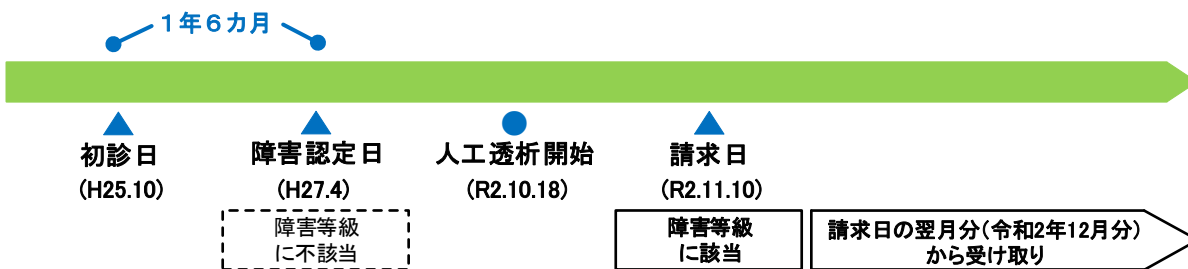 1年6カ月
初診日
(H25.10)
障害認定日
(H27.4)
人工透析開始
(R2.10.18)
請求日
(R2.11.10)
障害等級
に不該当
障害等級
に該当
請求日の翌月分(令和2年12月分)
から受け取り